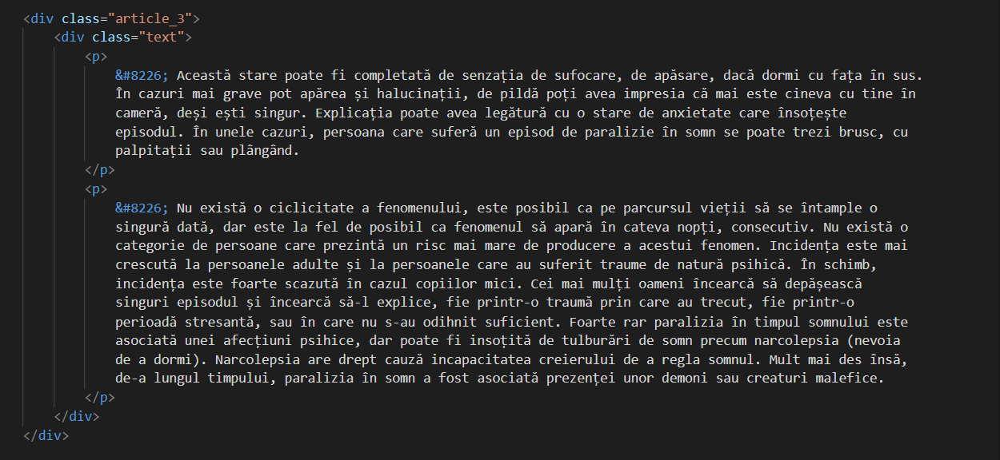 <div class="article_3">
<div class="text">
<p>
&#8226; Această stare poate fi completată de senzația de sufocare, de apăsare, dacă dormi cu fața în sus.
În cazuri mai grave pot apărea și halucinații, de pildă poți avea impresia că mai este cineva cu tine în
cameră, deși ești singur. Explicația poate avea legătură cu o stare de anxietate care însoțește
episodul. În unele cazuri, persoana care suferă un episod de paralizie în somn se poate trezi brusc, cu
palpitații sau plângând.
</p>
<p>
&#8226; Nu există o ciclicitate a fenomenului, este posibil ca pe parcursul vieții să se întample o
singură dată, dar este la fel de posibil ca fenomenul să apară în cateva nopți, consecutiv. Nu există o
categorie de persoane care prezintă un risc mai mare de producere a acestui fenomen. Incidența este mai
crescută la persoanele adulte și la persoanele care au suferit traume de natură psihică. În schimb,
incidența este foarte scazută în cazul copiilor mici. Cei mai mulți oameni încearcă să depășească
singuri episodul și încearcă să-l explice, fie printr-o traumă prin care au trecut, fie printr-o
perioadă stresantă, sau în care nu s-au odihnit suficient. Foarte rar paralizia în timpul somnului este
asociată unei afecțiuni psihice, dar poate fi insoțită de tulburări de somn precum narcolepsia (nevoia
de a dormi). Narcolepsia are drept cauză incapacitatea creierului de a regla somnul. Mult mai des însă,
de-a lungul timpului, paralizia în somn a fost asociată prezenței unor demoni sau creaturi malefice.
</p>
</div>
</div>